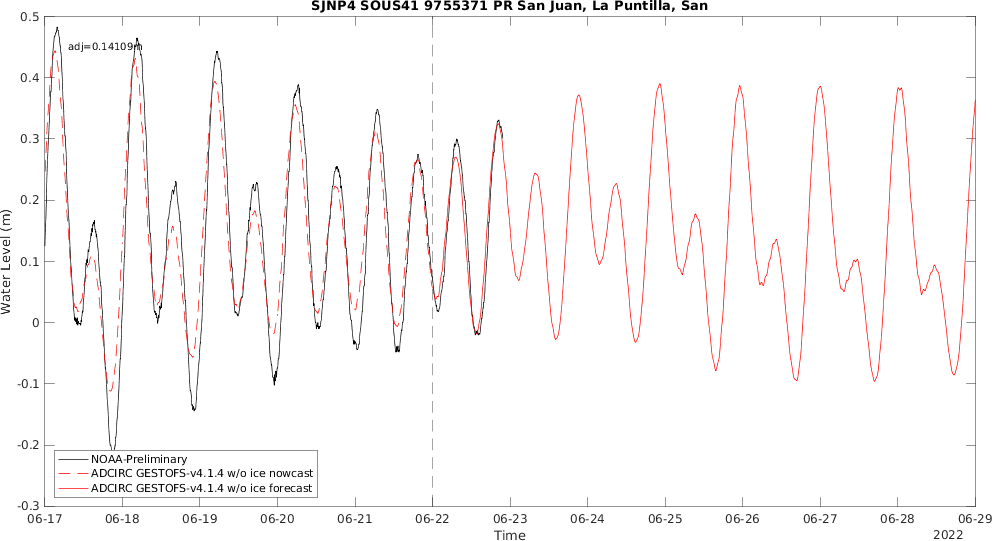 SJNP4 SOUS41 9755371 PR San Juan, La Puntilla, San
adj=0.14109m
Water Level (m)
0.5
0.4
0.3
0.2
0.1
0
-0.1
-0.2
-0.3
NOAA-Preliminary
ADCIRC GESTOFS-v4.1.4 w/o ice nowcast
ADCIRC GESTOFS-v4.1.4 w/o ice forecast
06-17 06-18 06-19 06-20 06-21 06-22 06-23 06-24 06-25 06-26 06-27 06-28 06-29
Time
2022